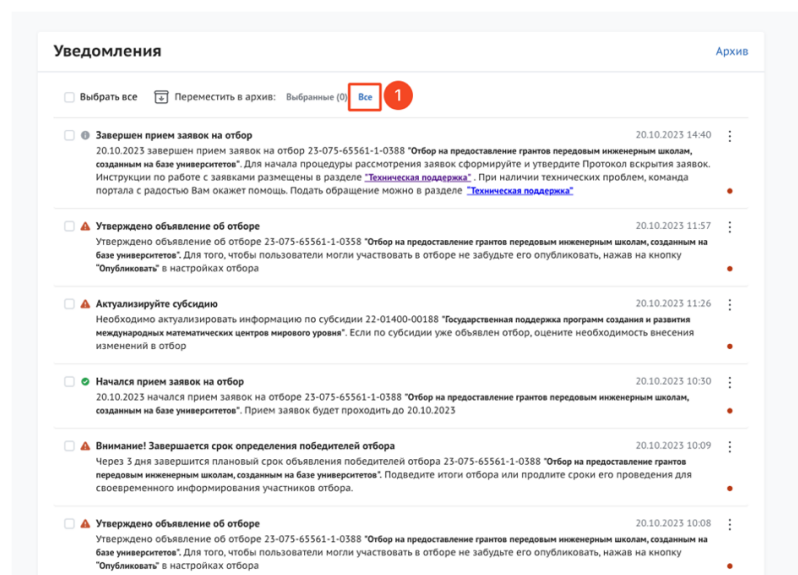 Уведомления
Архив
Выбрать все Переместить в архив: Выбранные (0) Все 1
Завершен прием заявок на отбор 20.10.2023 14:40
20.10.2023 завершен прием заявок на отбор 23-075-65561-1-0388 "Отбор на предоставление грантов передовым инженерным школам,
созданным на базе университетов". Для начала процедуры рассмотрения заявок сформируйте и утвердите Протокол вскрытия заявок.
Инструкции по работе с заявками размещены в разделе "Техническая поддержка" . При наличии технических проблем, команда
портала с радостью Вам окажет помощь. Подать обращение можно в разделе "Техническая поддержка"
Утверждено объявление об отборе 20.10.2023 11:57
Утверждено объявление об отборе 23-075-65561-1-0358 "Отбор на предоставление грантов передовым инженерным школам, созданным на
базе университетов". Для того, чтобы пользователи могли участвовать в отборе не забудьте его опубликовать, нажав на кнопку
"Опубликовать" в настройках отбора
Актуализируйте субсидию 20.10.2023 11:26
Необходимо актуализировать информацию по субсидии 22-01400-00188 "Государственная поддержка программ создания и развития
международных математических центров мирового уровня". Если по субсидии уже объявлен отбор, оцените необходимость внесения
изменений в отбор
Начался прием заявок на отбор 20.10.2023 10:30
20.10.2023 начался прием заявок на отборе 23-075-65561-1-0388 "Отбор на предоставление грантов передовым инженерным школам,
созданным на базе университетов". Прием заявок будет проходить до 20.10.2023
Внимание! Завершается срок определения победителей отбора 20.10.2023 10:09
Через 3 дня завершится плановый срок объявления победителей отбора 23-075-65561-1-0388 "Отбор на предоставление грантов
передовым инженерным школам, созданным на базе университетов". Подведите итоги отбора или продлите сроки его проведения для
своевременного информирования участников отбора.
Утверждено объявление об отборе 20.10.2023 10:08
Утверждено объявление об отборе 23-075-65561-1-0388 "Отбор на предоставление грантов передовым инженерным школам, созданным на
базе университетов". Для того, чтобы пользователи могли участвовать в отборе не забудьте его опубликовать, нажав на кнопку
"Опубликовать" в настройках отбора